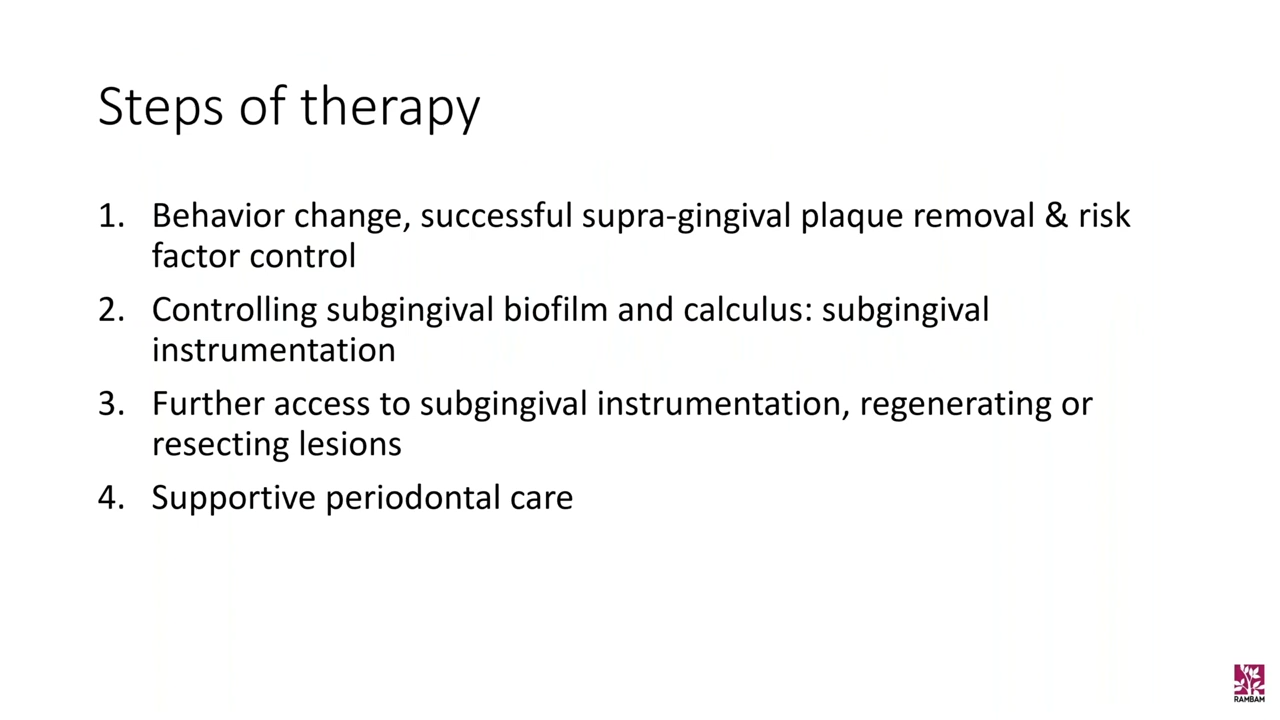 Steps of therapy
1. Behavior change, successful supra-gingival plaque removal & risk
factor control
2. Controlling subgingival biofilm and calculus: subgingival
instrumentation
3. Further access to subgingival instrumentation, regenerating or
resecting lesions
4. Supportive periodontal care
RAMBAM